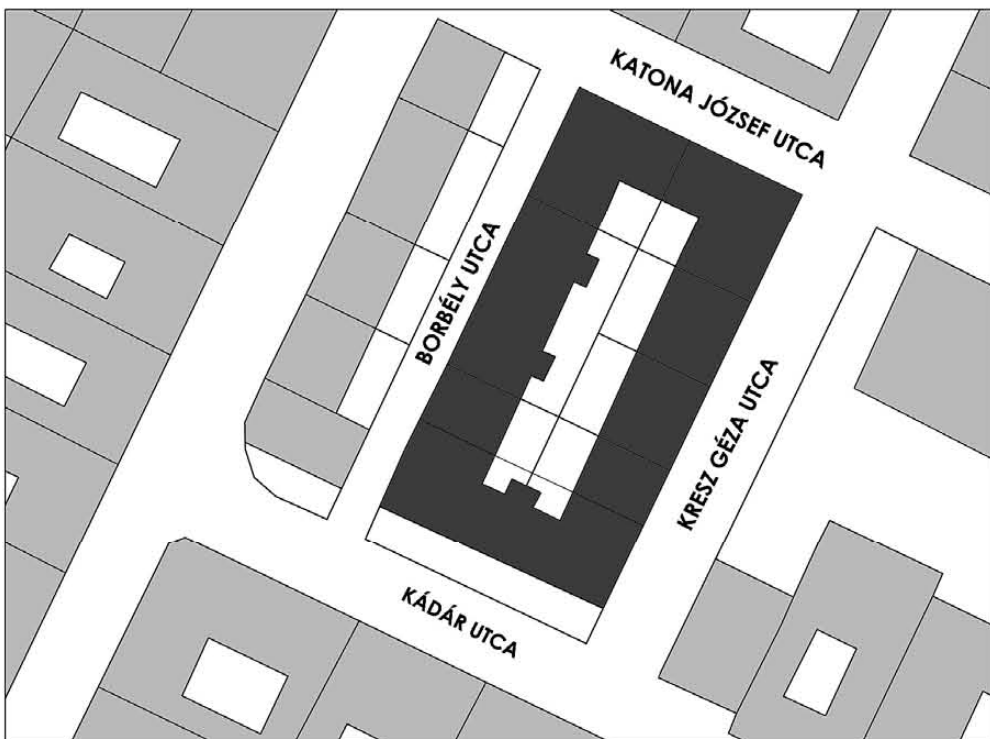 KATONA JÓZSEF UTCA
BORBÉLY UTCA
KRESZ GÉZA UTCA
KÁDÁR UTCA